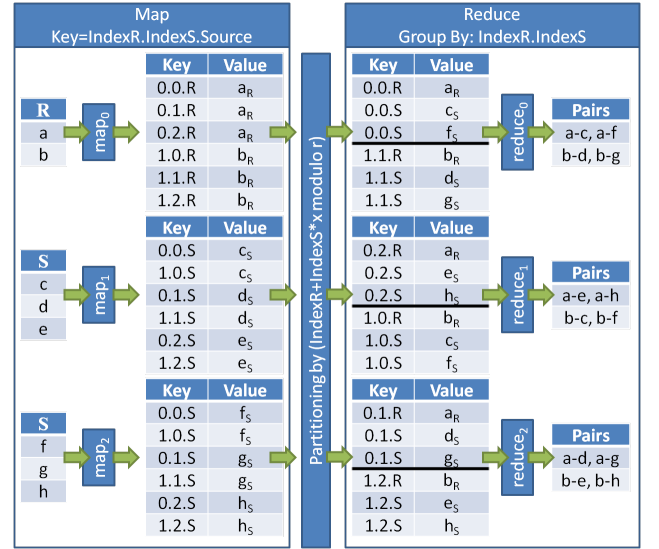 Map
Key=IndexR.IndexS.Source
R
a
b
map0
Key Value
0.0.R aR
0.1.R aR
0.2.R aR
1.0.R bR
1.1.R bR
1.2.R bR
S
c
d
e
map1
Key Value
0.0.S cS
1.0.S cS
0.1.S dS
1.1.S dS
0.2.S eS
1.2.S eS
S
f
g
h
map2
Key Value
0.0.S fS
1.0.S fS
0.1.S gS
1.1.S gS
0.2.S hS
1.2.S hS
Partitioning by (IndexR+IndexS*x modulo r)
Reduce
Group By: IndexR.IndexS
Key Value
0.0.R aR
0.0.S cS
0.0.S fS
1.1.R bR
1.1.S dS
1.1.S gS
reduce0
Pairs
a-c, a-f
b-d, b-g
Key Value
0.2.R aR
0.2.S eS
0.2.S hS
1.0.R bR
1.0.S cS
1.0.S fS
reduce1
Pairs
a-e, a-h
b-c, b-f
Key Value
0.1.R aR
0.1.S dS
0.1.S gS
1.2.R bR
1.2.S eS
1.2.S hS
reduce2
Pairs
a-d, a-g
b-e, b-h